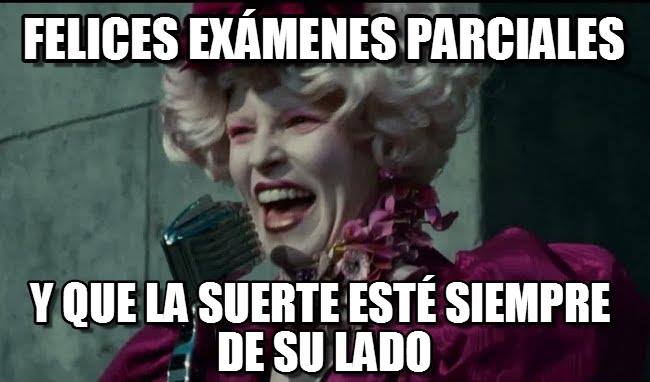 FELICES EXÁMENES PARCIALES
Y QUE LA SUERTE ESTÉ SIEMPRE
DE SU LADO